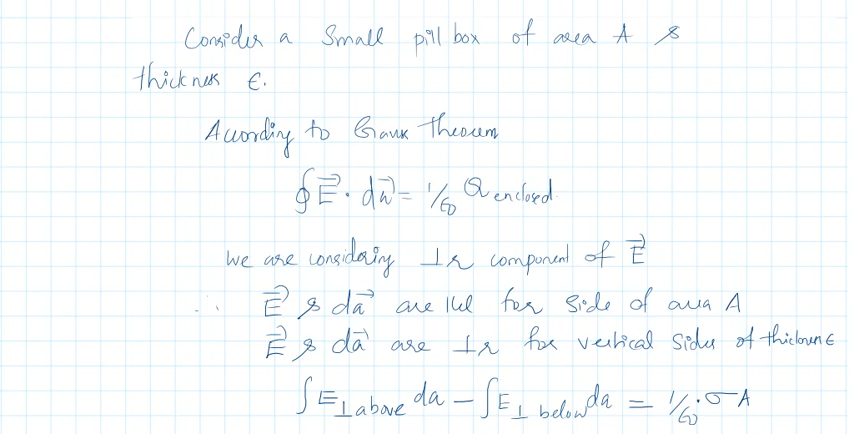 Consider a small pill box of area A &
thickness ϵ.
According to Gauss theorem
∮E⃗ · da⃗ = 1/ϵ0 Q enclosed
We are considering ⊥r component of E⃗
∴ E⃗ & da⃗ are llel for side of area A
E⃗ & da⃗ are ⊥r for vertical sides of thickness ϵ
∫E⊥above da − ∫E⊥ below da = 1/ϵ0 · σA